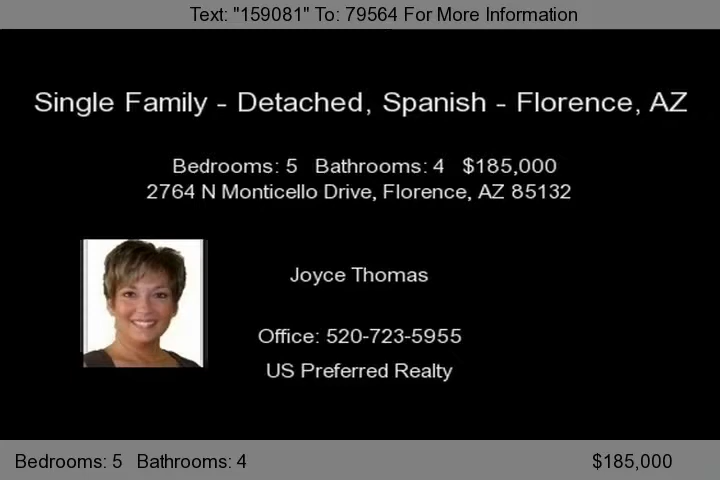 Text: "159081" To: 79564 For More Information
Single Family - Detached, Spanish - Florence, AZ
Bedrooms: 5 Bathrooms: 4 $185,000
2764 N Monticello Drive, Florence, AZ 85132
Joyce Thomas
Office: 520-723-5955
US Preferred Realty
Bedrooms: 5 Bathrooms: 4 $185,000